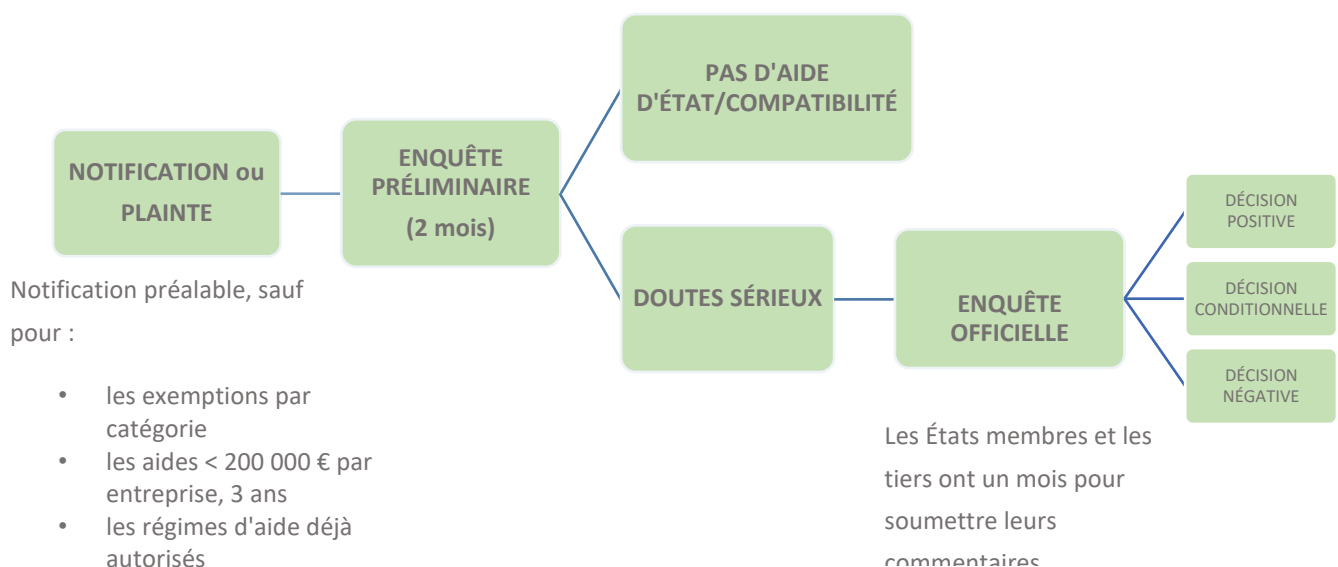 NOTIFICATION ou
PLAINTE
Notification préalable, sauf
pour :
• les exemptions par
catégorie
• les aides < 200 000 € par
entreprise, 3 ans
• les régimes d'aide déjà
autorisés
ENQUÊTE
PRÉLIMINAIRE
(2 mois)
PAS D'AIDE
D'ÉTAT/COMPATIBILITÉ
DOUTES SÉRIEUX
ENQUÊTE
OFFICIELLE
Les États membres et les
tiers ont un mois pour
soumettre leurs
commentaires
DÉCISION
POSITIVE
DÉCISION
CONDITIONNELLE
DÉCISION
NÉGATIVE